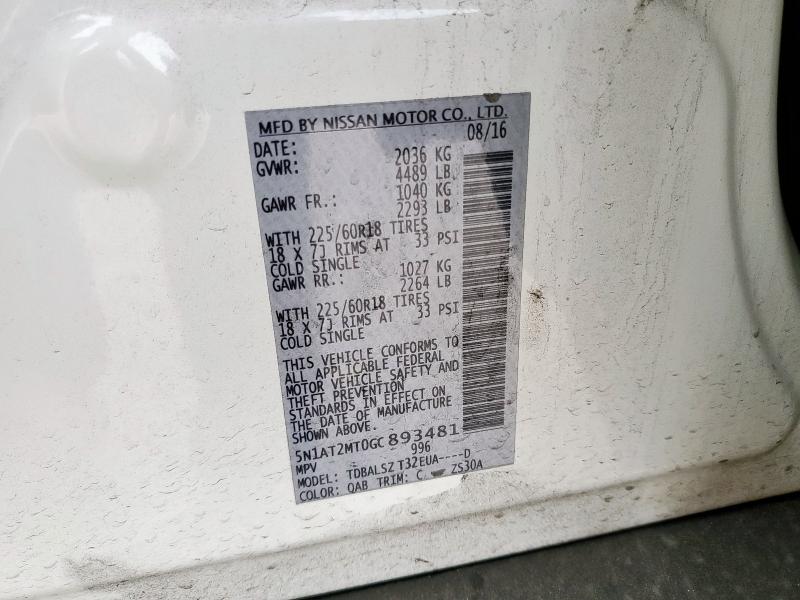 MFD BY NISSAN MOTOR CO., LTD.
DATE: 08/16
GVWR: 2036 KG
4489 LB
GAWR FR.: 1040 KG
2293 LB
WITH 225/60R18 TIRES
18 X 7J RIMS AT 33 PSI
COLD SINGLE
GAWR RR.: 1027 KG
2264 LB
WITH 225/60R18 TIRES
18 X 7J RIMS AT 33 PSI
COLD SINGLE
THIS VEHICLE CONFORMS TO
ALL APPLICABLE FEDERAL
MOTOR VEHICLE SAFETY AND
THEFT PREVENTION
STANDARDS IN EFFECT ON
THE DATE OF MANUFACTURE
SHOWN ABOVE.
5N1AT2MT0GC893481
MPV 996
MODEL: TDBALSZ T32EUA----D
COLOR: QAB TRIM: C. ZS30A